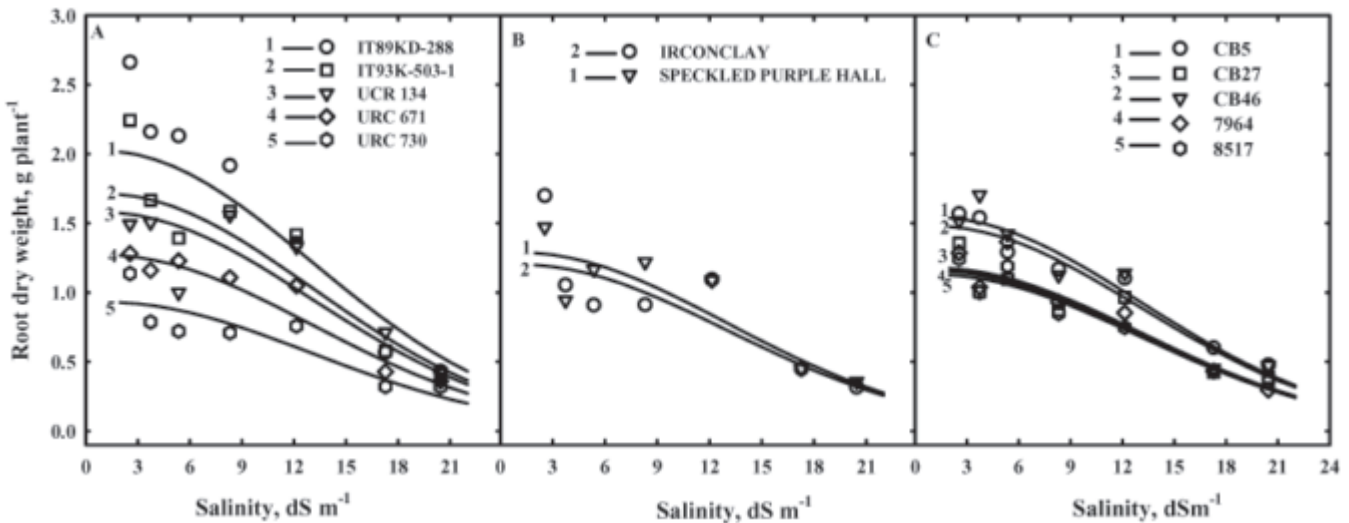 A
1 IT89KD-288
2 IT93K-503-1
3 UCR 134
4 URC 671
5 URC 730
1
2
3
4
5
B
2 IRCONCLAY
1 SPECKLED PURPLE HALL
1
2
C
1 CB5
3 CB27
2 CB46
4 7964
5 8517
1
2
3
4
5
Root dry weight, g plant-1
3.0
2.5
2.0
1.5
1.0
0.5
0.0
0 3 6 9 12 15 18 21 0 3 6 9 12 15 18 21 0 3 6 9 12 15 18 21 24
Salinity, dS m-1 Salinity, dS m-1 Salinity, dSm-1